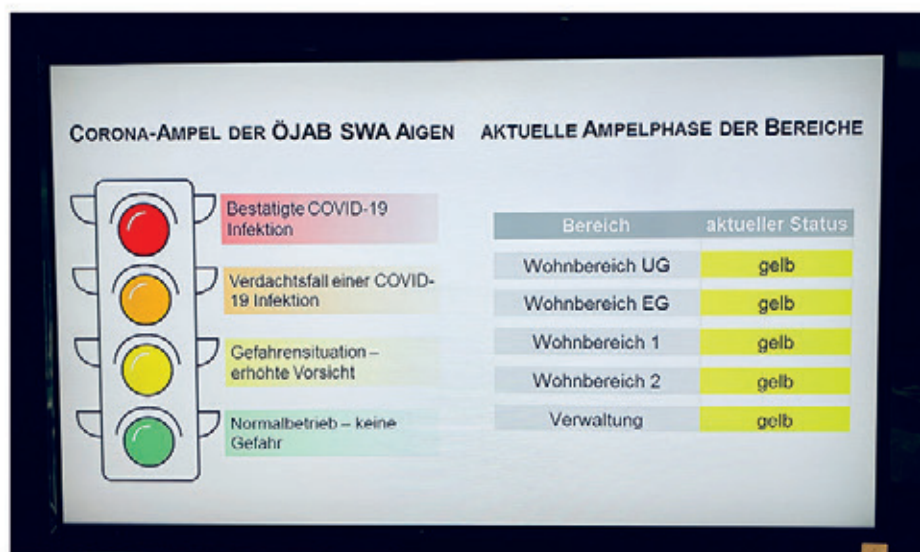 CORONA-AMPEL DER ÖJAB SWA AIGEN
Bestätigte COVID-19
Infektion
Verdachtsfall einer COVID-
19 Infektion
Gefahrensituation –
erhöhte Vorsicht
Normalbetrieb – keine
Gefahr
AKTUELLE AMPELPHASE DER BEREICHE
Bereich aktueller Status
Wohnbereich UG gelb
Wohnbereich EG gelb
Wohnbereich 1 gelb
Wohnbereich 2 gelb
Verwaltung gelb